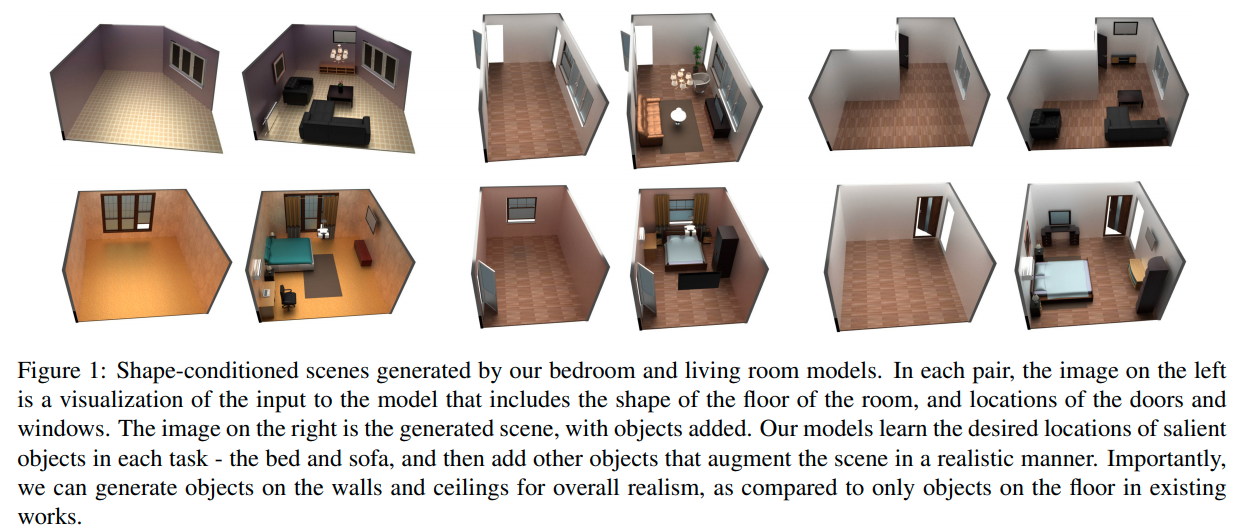 Figure 1: Shape-conditioned scenes generated by our bedroom and living room models. In each pair, the image on the left
is a visualization of the input to the model that includes the shape of the floor of the room, and locations of the doors and
windows. The image on the right is the generated scene, with objects added. Our models learn the desired locations of salient
objects in each task - the bed and sofa, and then add other objects that augment the scene in a realistic manner. Importantly,
we can generate objects on the walls and ceilings for overall realism, as compared to only objects on the floor in existing
works.